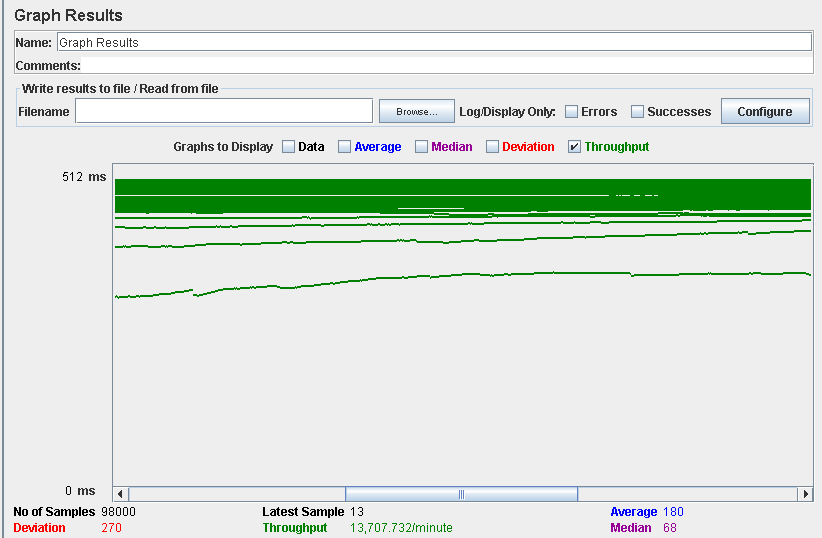 Graph Results
Name: Graph Results
Comments:
Write results to file / Read from file
Filename Browse... Log/Display Only: Errors Successes Configure
Graphs to Display Data Average Median Deviation Throughput
512 ms
0 ms
No of Samples 98000 Latest Sample 13 Average 180
Deviation 270 Throughput 13,707.732/minute Median 68